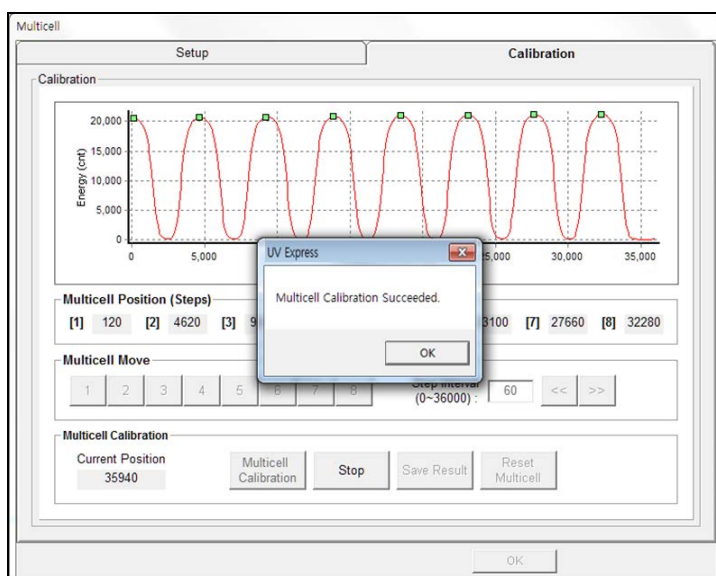 Multicell
Setup Calibration
Calibration
20,000
15,000
10,000
5,000
0
Energy (cnt)
0 5,000 25,000 30,000 35,000
UV Express
Multicell Calibration Succeeded.
OK
Multicell Position (Steps)
[1] 120 [2] 4620 [3] 3100 [7] 27660 [8] 32280
Multicell Move
1 2 3 4 5 6 7 8
Step Interval
(0~36000) : 60 << >>
Multicell Calibration
Current Position
35940
Multicell
Calibration
Stop Save Result
Reset
Multicell
OK